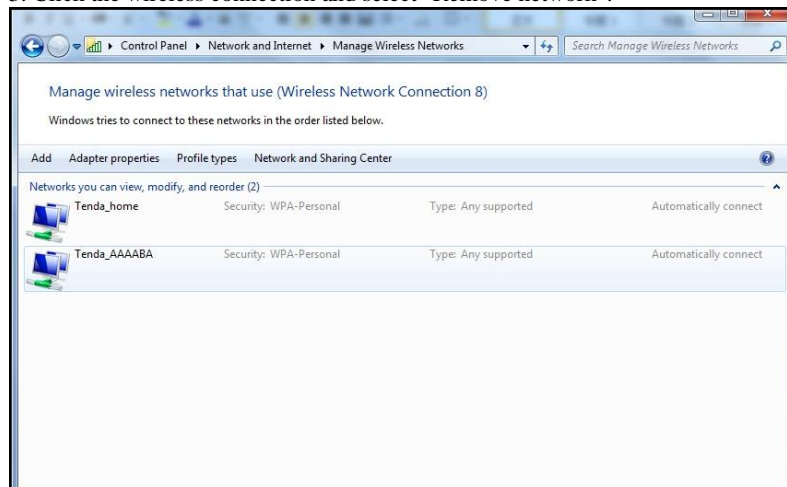 Control Panel ▸ Network and Internet ▸ Manage Wireless Networks Search Manage Wireless Networks
Manage wireless networks that use (Wireless Network Connection 8)
Windows tries to connect to these networks in the order listed below.
Add Adapter properties Profile types Network and Sharing Center
Networks you can view, modify, and reorder (2)
Tenda_home Security: WPA-Personal Type: Any supported Automatically connect
Tenda_AAAABA Security: WPA-Personal Type: Any supported Automatically connect